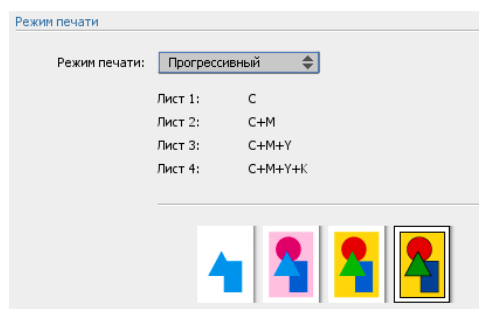 Режим печати
Режим печати: Прогрессивный
Лист 1: C
Лист 2: C+M
Лист 3: C+M+Y
Лист 4: C+M+Y+K